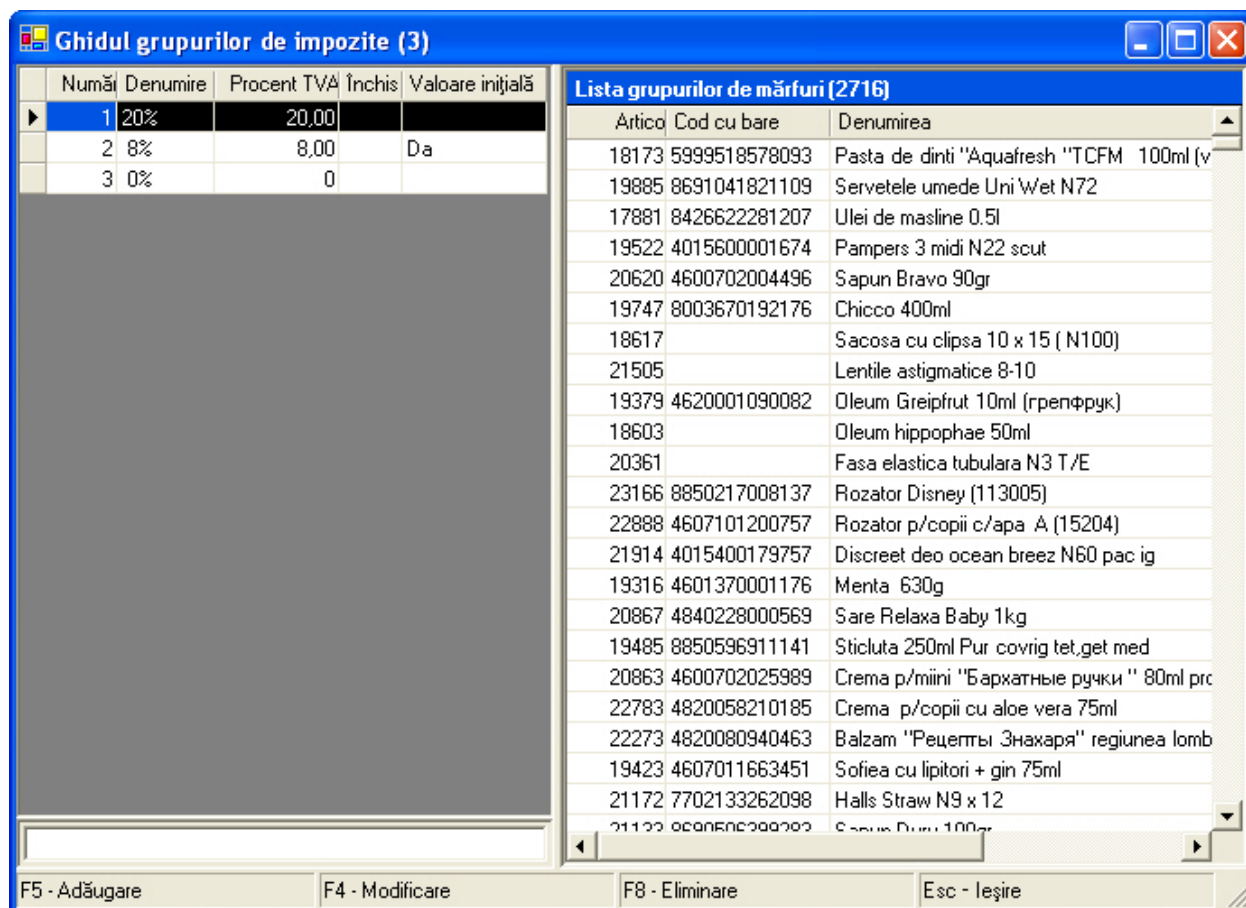 Ghidul grupurilor de impozite (3)
Număr Denumire Procent TVA Închis Valoare iniţială
1 20% 20,00
2 8% 8,00 Da
3 0% 0
Lista grupurilor de mărfuri (2716)
Artico Cod cu bare Denumirea
18173 5999518578093 Pasta de dinti "Aquafresh "TCFM 100ml (v
19885 8691041821109 Servetele umede Uni Wet N72
17881 8426622281207 Ulei de masline 0.5l
19522 4015600001674 Pampers 3 midi N22 scut
20620 4600702004496 Sapun Bravo 90gr
19747 8003670192176 Chicco 400ml
18617 Sacosa cu clipsa 10 x 15 ( N100)
21505 Lentile astigmatice 8-10
19379 4620001090082 Oleum Greipfrut 10ml (грепфрук)
18603 Oleum hippophae 50ml
20361 Fasa elastica tubulara N3 T/E
23166 8850217008137 Rozator Disney (113005)
22888 4607101200757 Rozator p/copii c/apa A (15204)
21914 4015400179757 Discreet deo ocean breez N60 pac ig
19316 4601370001176 Menta 630g
20867 4840228000569 Sare Relaxa Baby 1kg
19485 8850596911141 Sticluta 250ml Pur covrig tet,get med
20863 4600702025989 Crema p/miini "Бархатные ручки " 80ml pro
22783 4820058210185 Crema p/copii cu aloe vera 75ml
22273 4820080940463 Balzam "Рецепты Знахаря" regiunea lomb
19423 4607011663451 Sofiea cu lipitori + gin 75ml
21172 7702133262098 Halls Straw N9 x 12
Sapun Duru 100gr
F5 - Adăugare F4 - Modificare F8 - Eliminare Esc - Ieşire